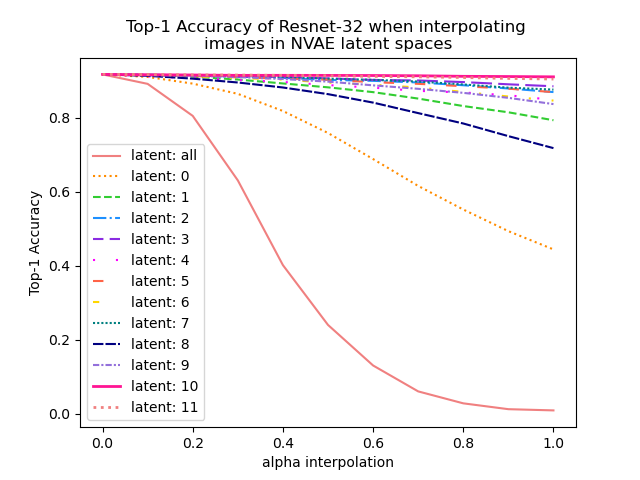 Top-1 Accuracy of Resnet-32 when interpolating
images in NVAE latent spaces
Top-1 Accuracy
0.8
0.6
0.4
0.2
0.0
latent: all
latent: 0
latent: 1
latent: 2
latent: 3
latent: 4
latent: 5
latent: 6
latent: 7
latent: 8
latent: 9
latent: 10
latent: 11
0.0 0.2 0.4 0.6 0.8 1.0
alpha interpolation